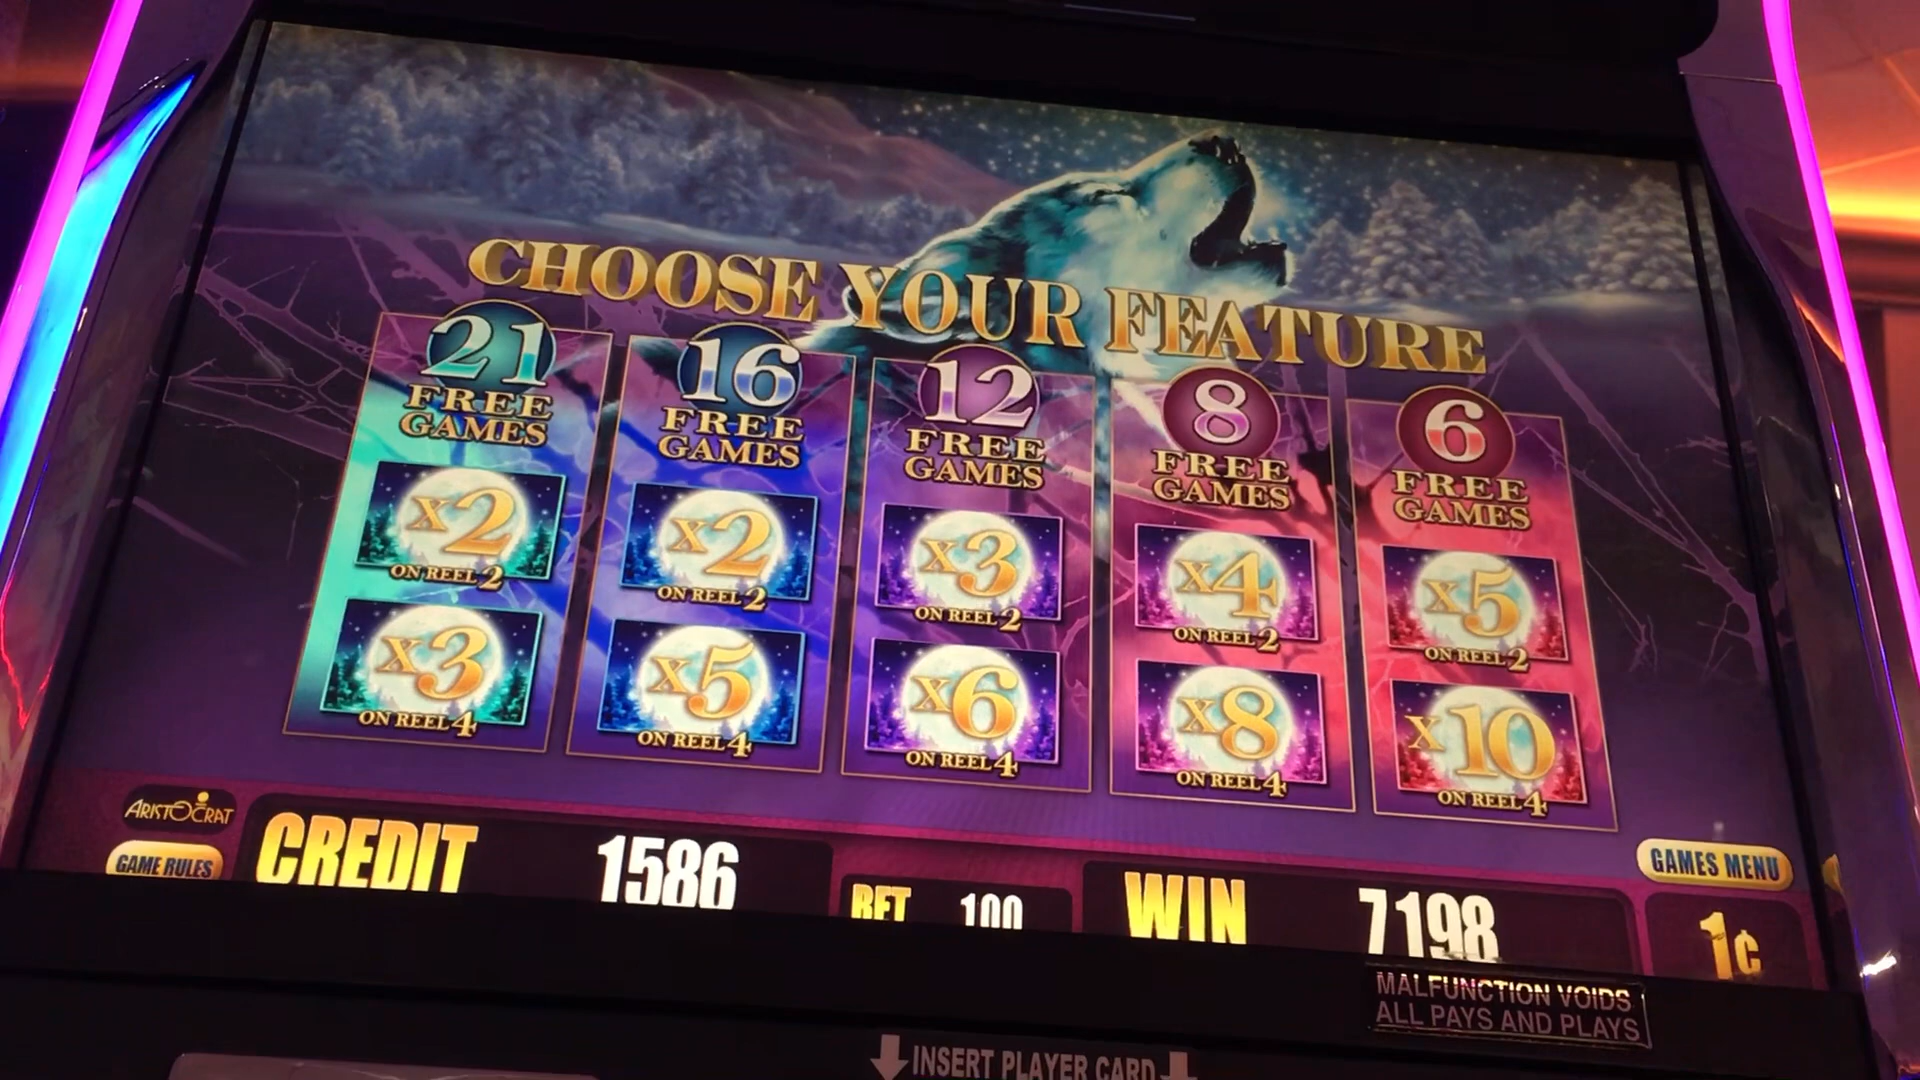 CHOOSE YOUR FEATURE
21
FREE
GAMES
x2
ON REEL 2
x3
ON REEL 4
16
FREE
GAMES
x2
ON REEL 2
x5
ON REEL 4
12
FREE
GAMES
x3
ON REEL 2
x6
ON REEL 4
8
FREE
GAMES
x4
ON REEL 2
x8
ON REEL 4
6
FREE
GAMES
x5
ON REEL 2
x10
ON REEL 4
ARISTOCRAT
GAME RULES
CREDIT 1586
BET 100
WIN 7198
GAMES MENU
1¢
MALFUNCTION VOIDS
ALL PAYS AND PLAYS
INSERT PLAYER CARD